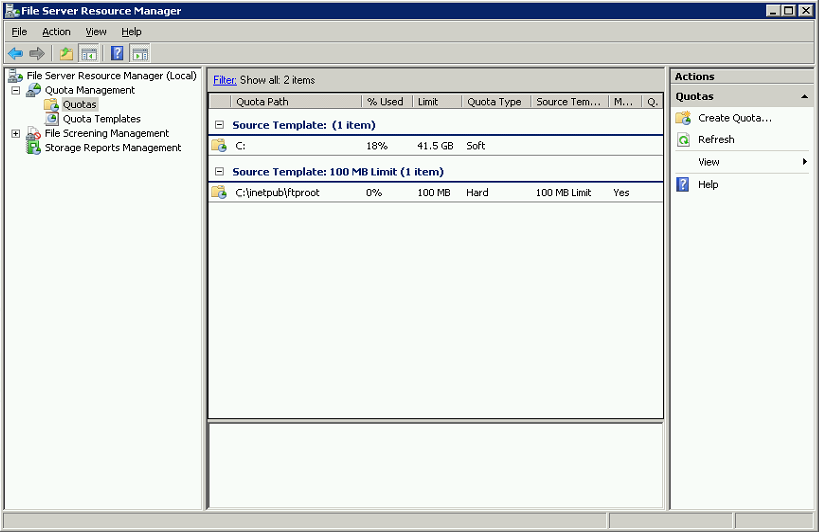 File Server Resource Manager
File Action View Help
File Server Resource Manager (Local)
Quota Management
Quotas
Quota Templates
File Screening Management
Storage Reports Management
Filter: Show all: 2 items
Quota Path % Used Limit Quota Type Source Tem... M... Q.
Source Template: (1 item)
C: 18% 41.5 GB Soft
Source Template: 100 MB Limit (1 item)
C:\inetpub\ftproot 0% 100 MB Hard 100 MB Limit Yes
Actions
Quotas
Create Quota...
Refresh
View
Help